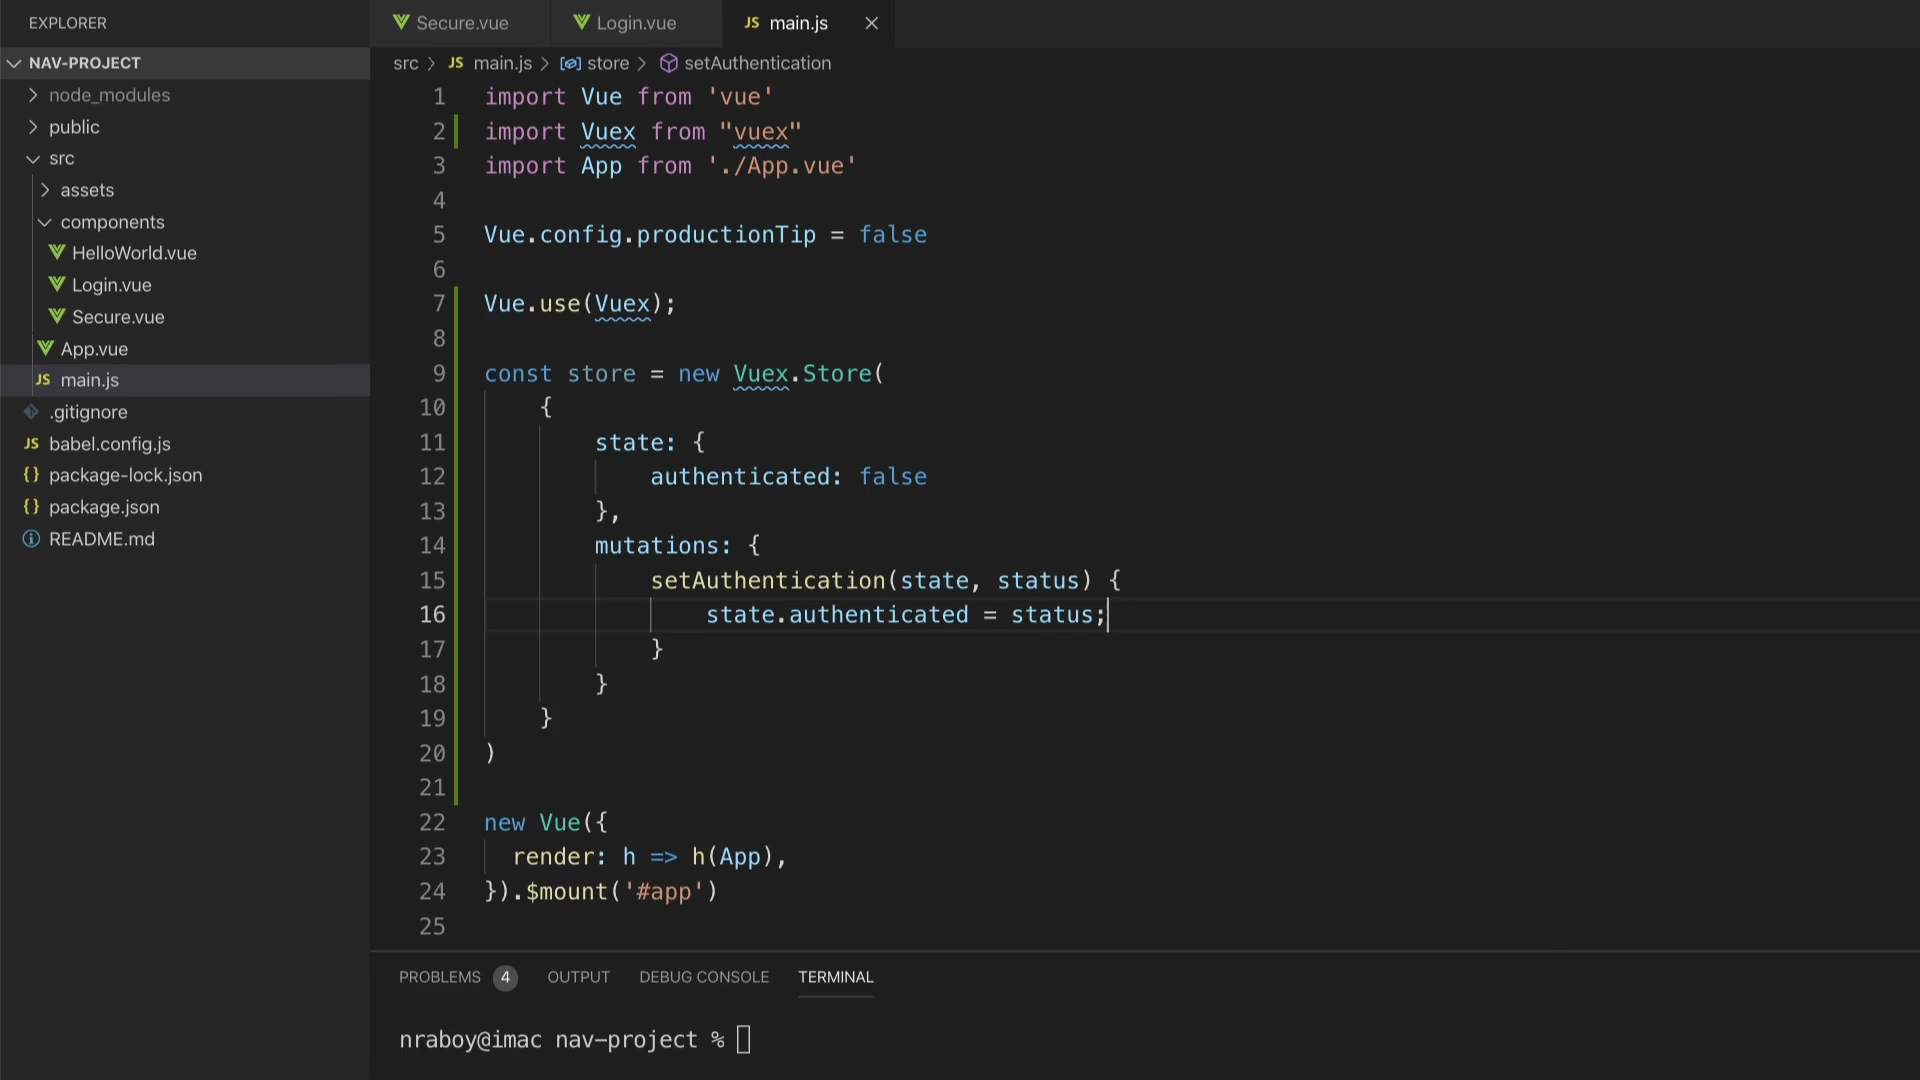 EXPLORER
NAV-PROJECT
node_modules
public
src
assets
components
HelloWorld.vue
Login.vue
Secure.vue
App.vue
JS main.js
.gitignore
JS babel.config.js
{} package-lock.json
{} package.json
README.md
Secure.vue Login.vue JS main.js
src > JS main.js > store > setAuthentication
1 import Vue from 'vue'
2 import Vuex from "vuex"
3 import App from './App.vue'
4
5 Vue.config.productionTip = false
6
7 Vue.use(Vuex);
8
9 const store = new Vuex.Store(
10 {
11 state: {
12 authenticated: false
13 },
14 mutations: {
15 setAuthentication(state, status) {
16 state.authenticated = status;
17 }
18 }
19 }
20 )
21
22 new Vue({
23 render: h => h(App),
24 }).$mount('#app')
25
PROBLEMS 4 OUTPUT DEBUG CONSOLE TERMINAL
nraboy@imac nav-project %